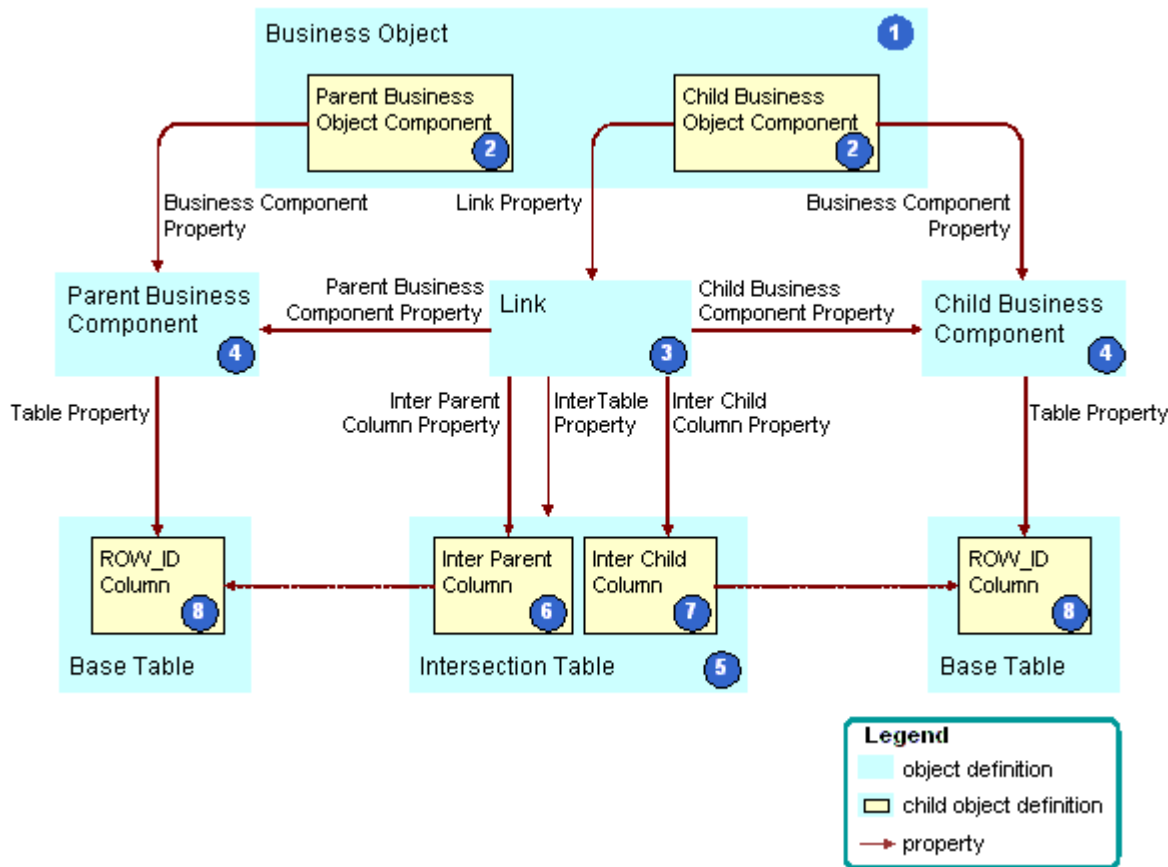 Business Object
1
Parent Business
Object Component
2
Child Business
Object Component
2
Business Component
Property
Link Property
Business Component
Property
Parent Business
Component
4
Parent Business
Component Property
Link
3
Child Business
Component Property
Child Business
Component
4
Table Property
Inter Parent
Column Property
InterTable
Property
Inter Child
Column Property
Table Property
ROW_ID
Column
8
Base Table
Inter Parent
Column
6
Inter Child
Column
7
Intersection Table
5
ROW_ID
Column
8
Base Table
Legend
object definition
child object definition
property